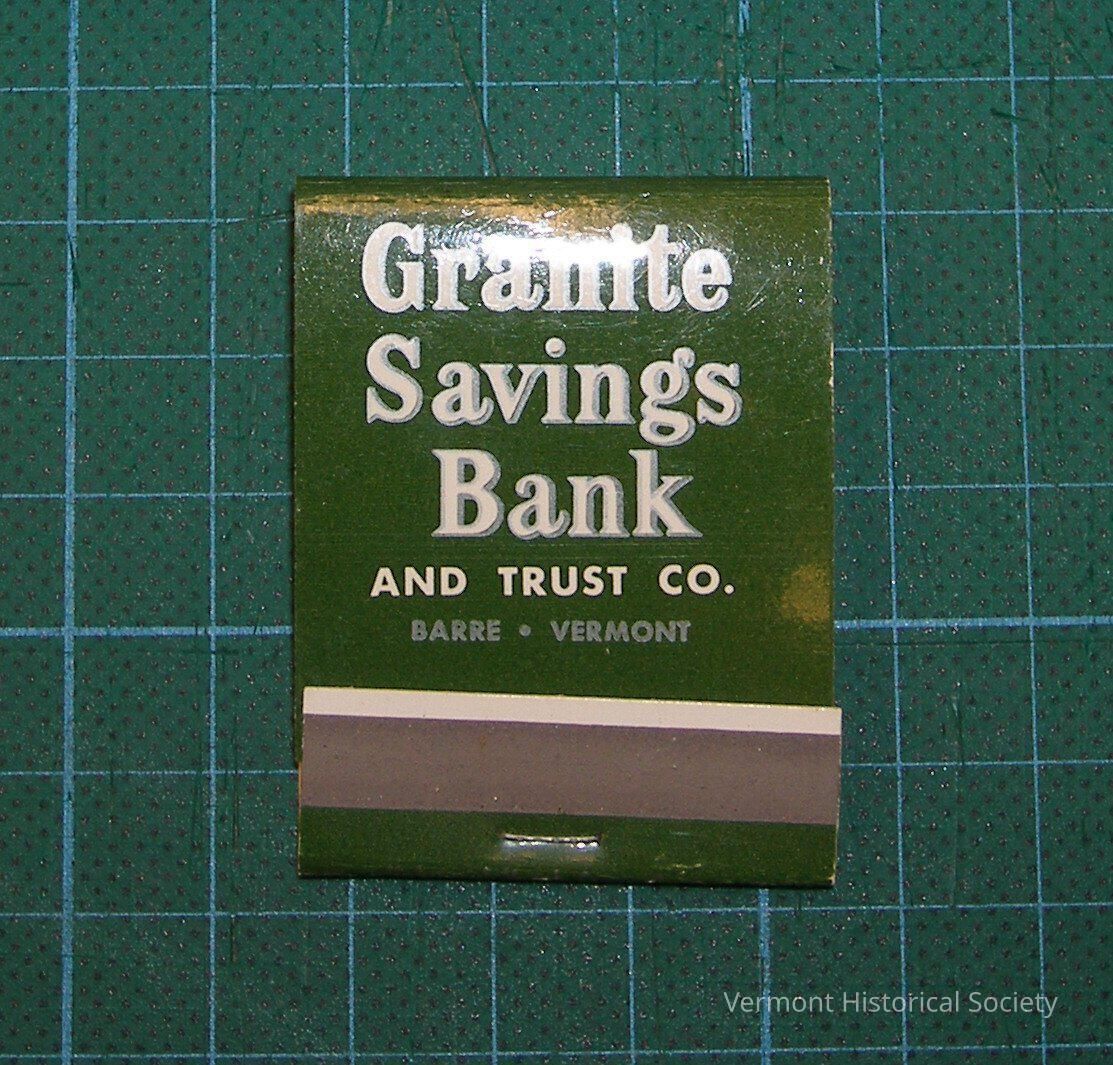 Granite
Savings
Bank
AND TRUST CO.
BARRE • VERMONT
Vermont Historical Society